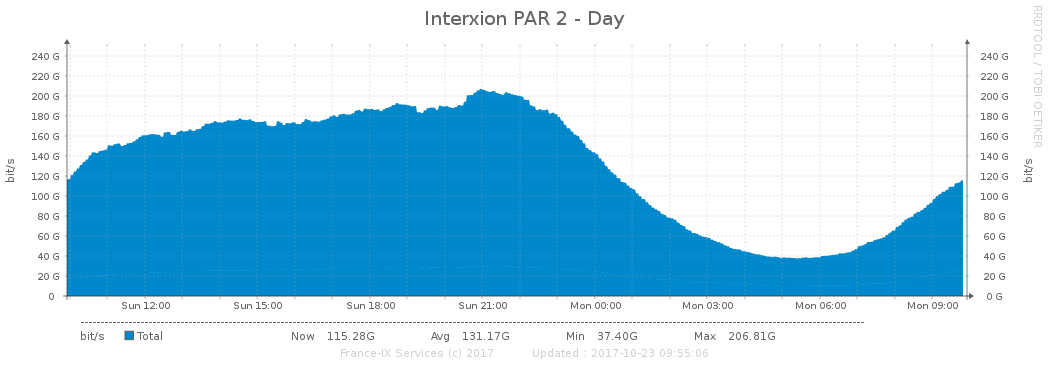 Interxion PAR 2 - Day
RRDTOOL / TOBI OETIKER
240 G 240 G
220 G 220 G
200 G 200 G
180 G 180 G
160 G 160 G
140 G 140 G
120 G 120 G
100 G 100 G
80 G 80 G
60 G 60 G
40 G 40 G
20 G 20 G
0 0 G
bit/s
bit/s
Sun 12:00 Sun 15:00 Sun 18:00 Sun 21:00 Mon 00:00 Mon 03:00 Mon 06:00 Mon 09:00
bit/s Total Now 115.28G Avg 131.17G Min 37.40G Max 206.81G
France-IX Services (c) 2017 Updated : 2017-10-23 09:55:06